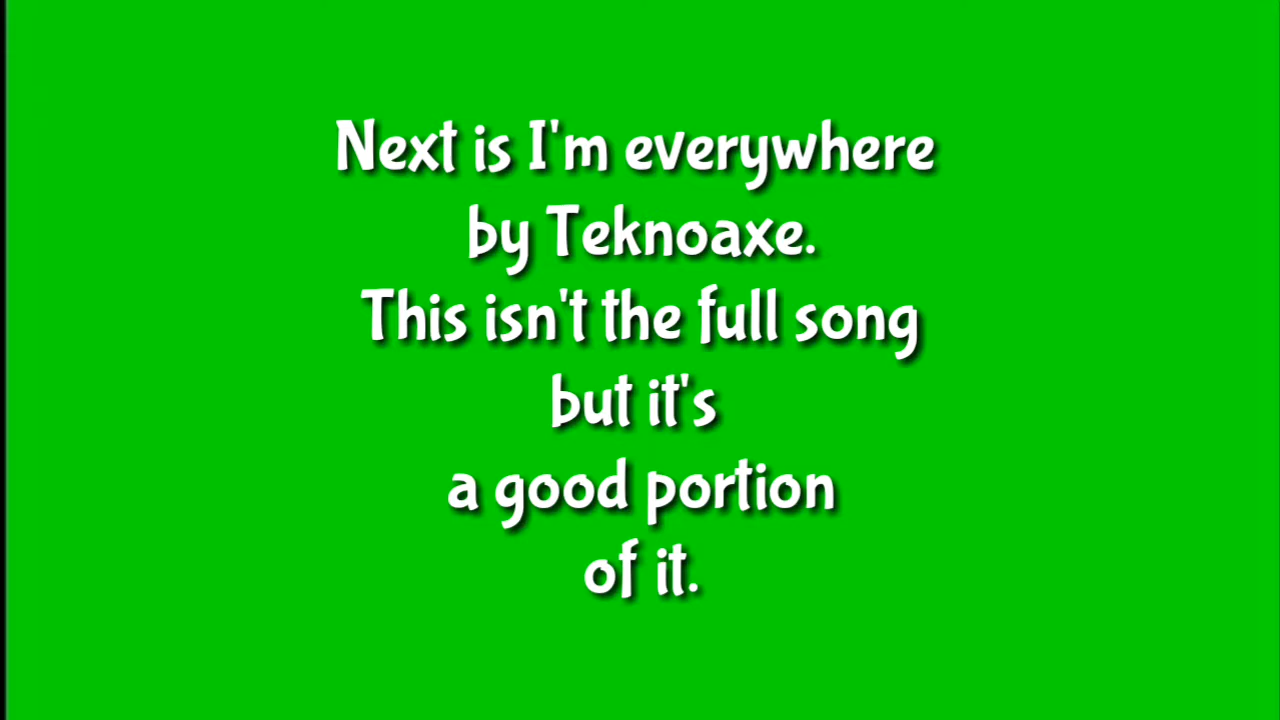 Next is I'm everywhere
by Teknoaxe.
This isn't the full song
but it's
a good portion
of it.